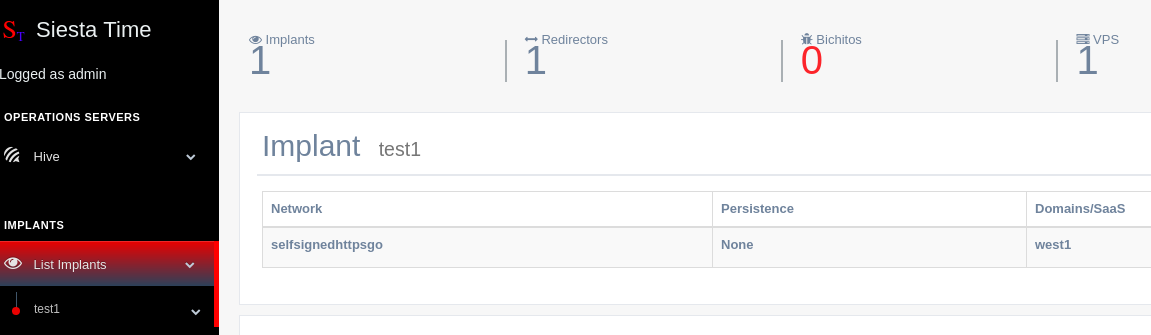 ST Siesta Time
Logged as admin
OPERATIONS SERVERS
Hive
IMPLANTS
List Implants
test1
Implants
1
Redirectors
1
Bichitos
0
VPS
1
Implant test1
Network Persistence Domains/SaaS
selfsignedhttpsgo None west1